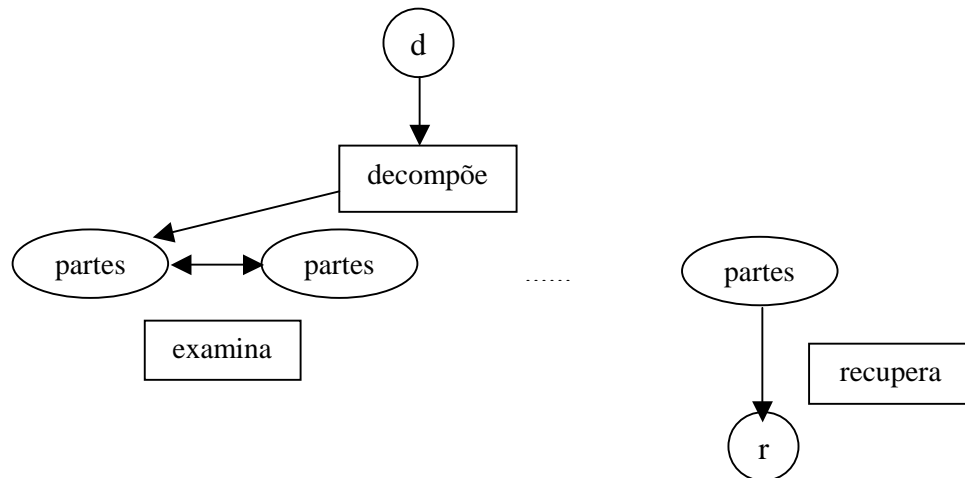 d
decompõe
partes
partes
......
partes
examina
recupera
r